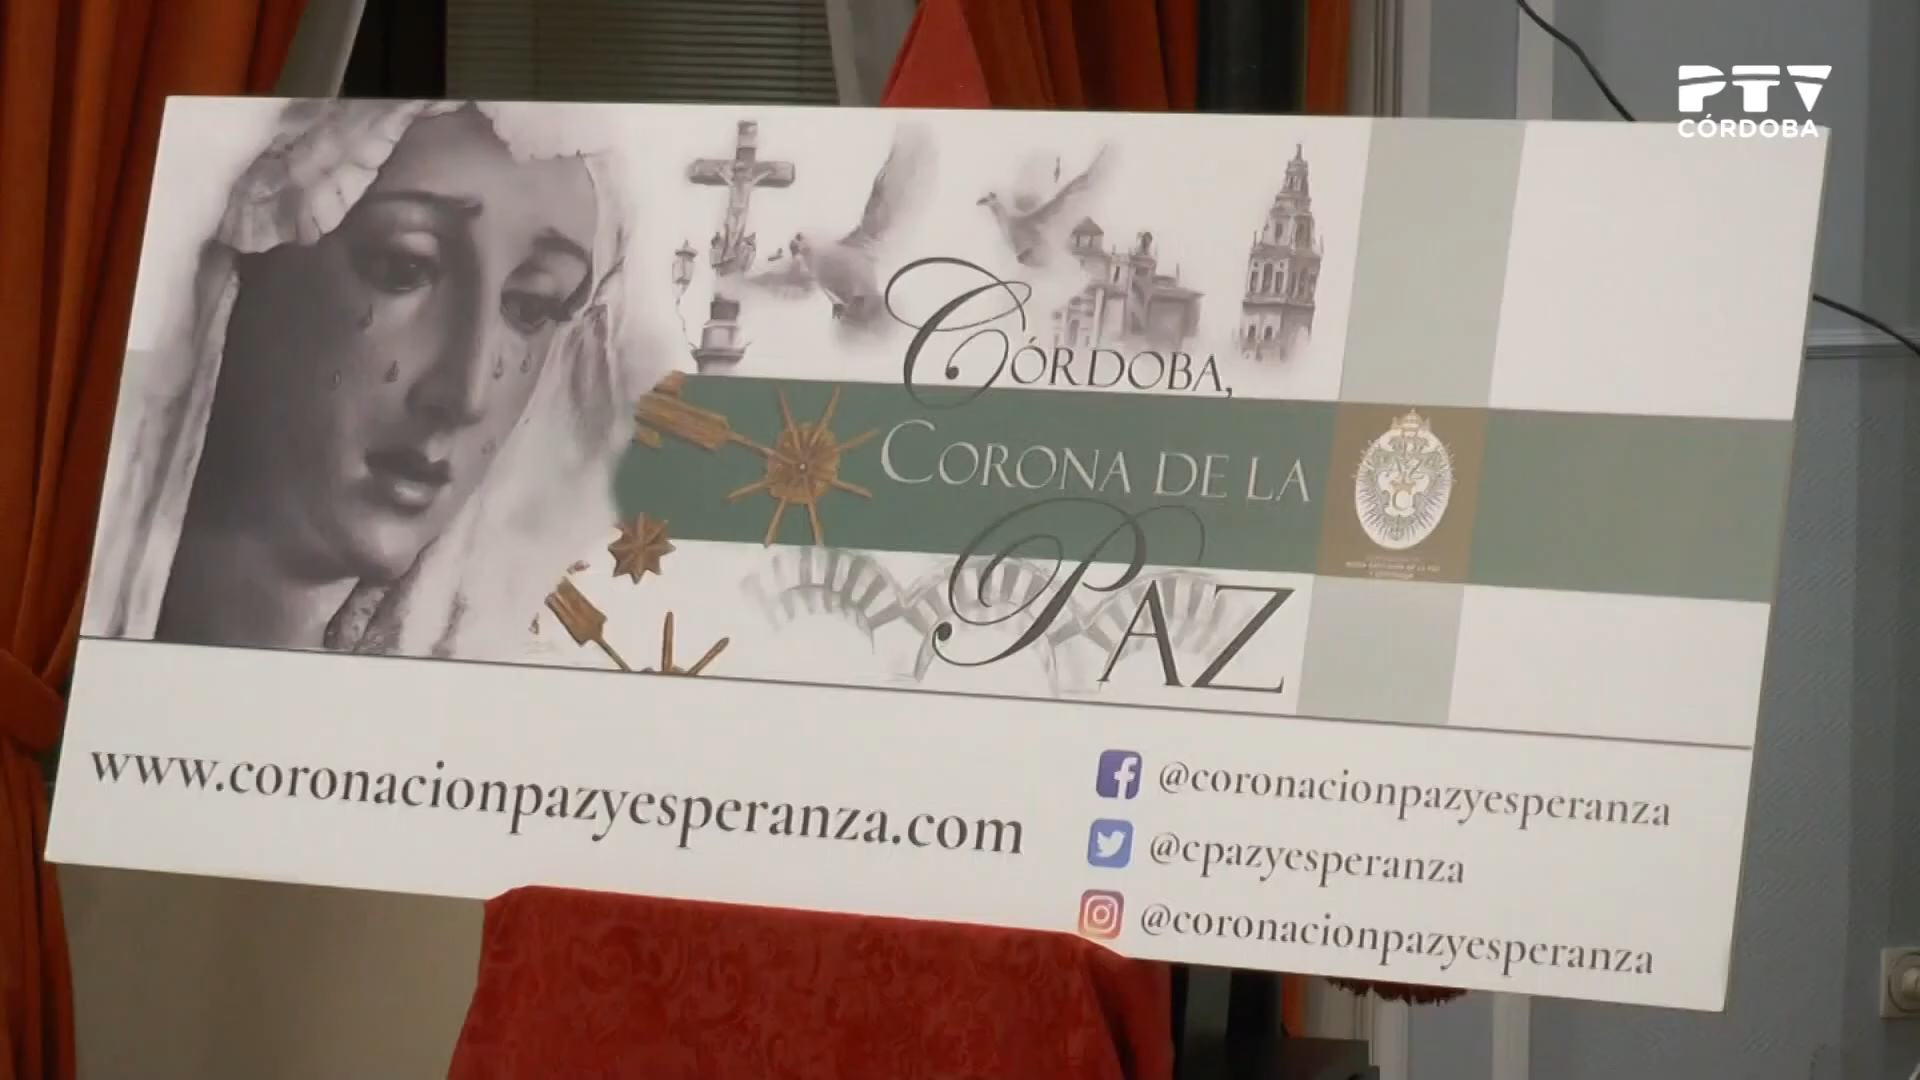 PTV
CÓRDOBA
CÓRDOBA,
CORONA DE LA
PAZ
www.coronacionpazyesperanza.com
@coronacionpazyesperanza
@cpazyesperanza
@coronacionpazyesperanza